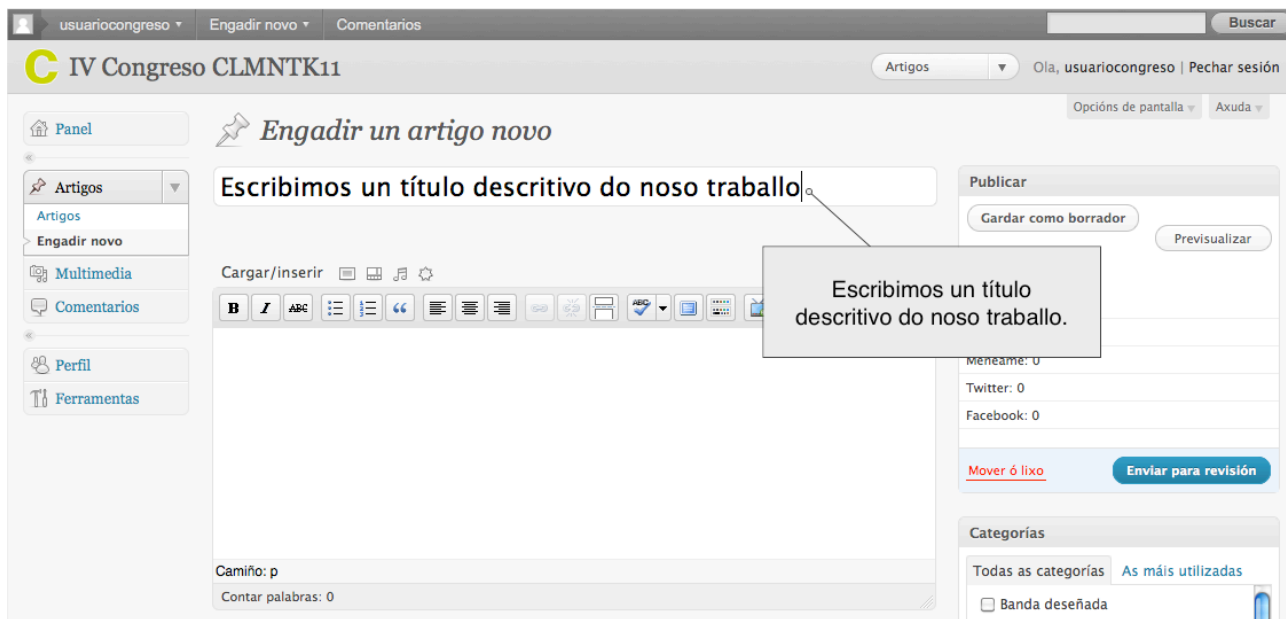 usuariocongreso Engadir novo Comentarios Buscar
C IV Congreso CLMNTK11 Artigos Ola, usuariocongreso | Pechar sesión
Opcións de pantalla Axuda
Panel
Engadir un artigo novo
Artigos
Artigos
Engadir novo
Multimedia
Comentarios
Perfil
Ferramentas
Escribimos un título descritivo do noso traballo
Cargar/inserir
B I ABC ABC
Escribimos un título
descritivo do noso traballo.
Camiño: p
Contar palabras: 0
Publicar
Gardar como borrador
Previsualizar
Menéame: 0
Twitter: 0
Facebook: 0
Mover ó lixo Enviar para revisión
Categorías
Todas as categorías As máis utilizadas
Banda deseñada